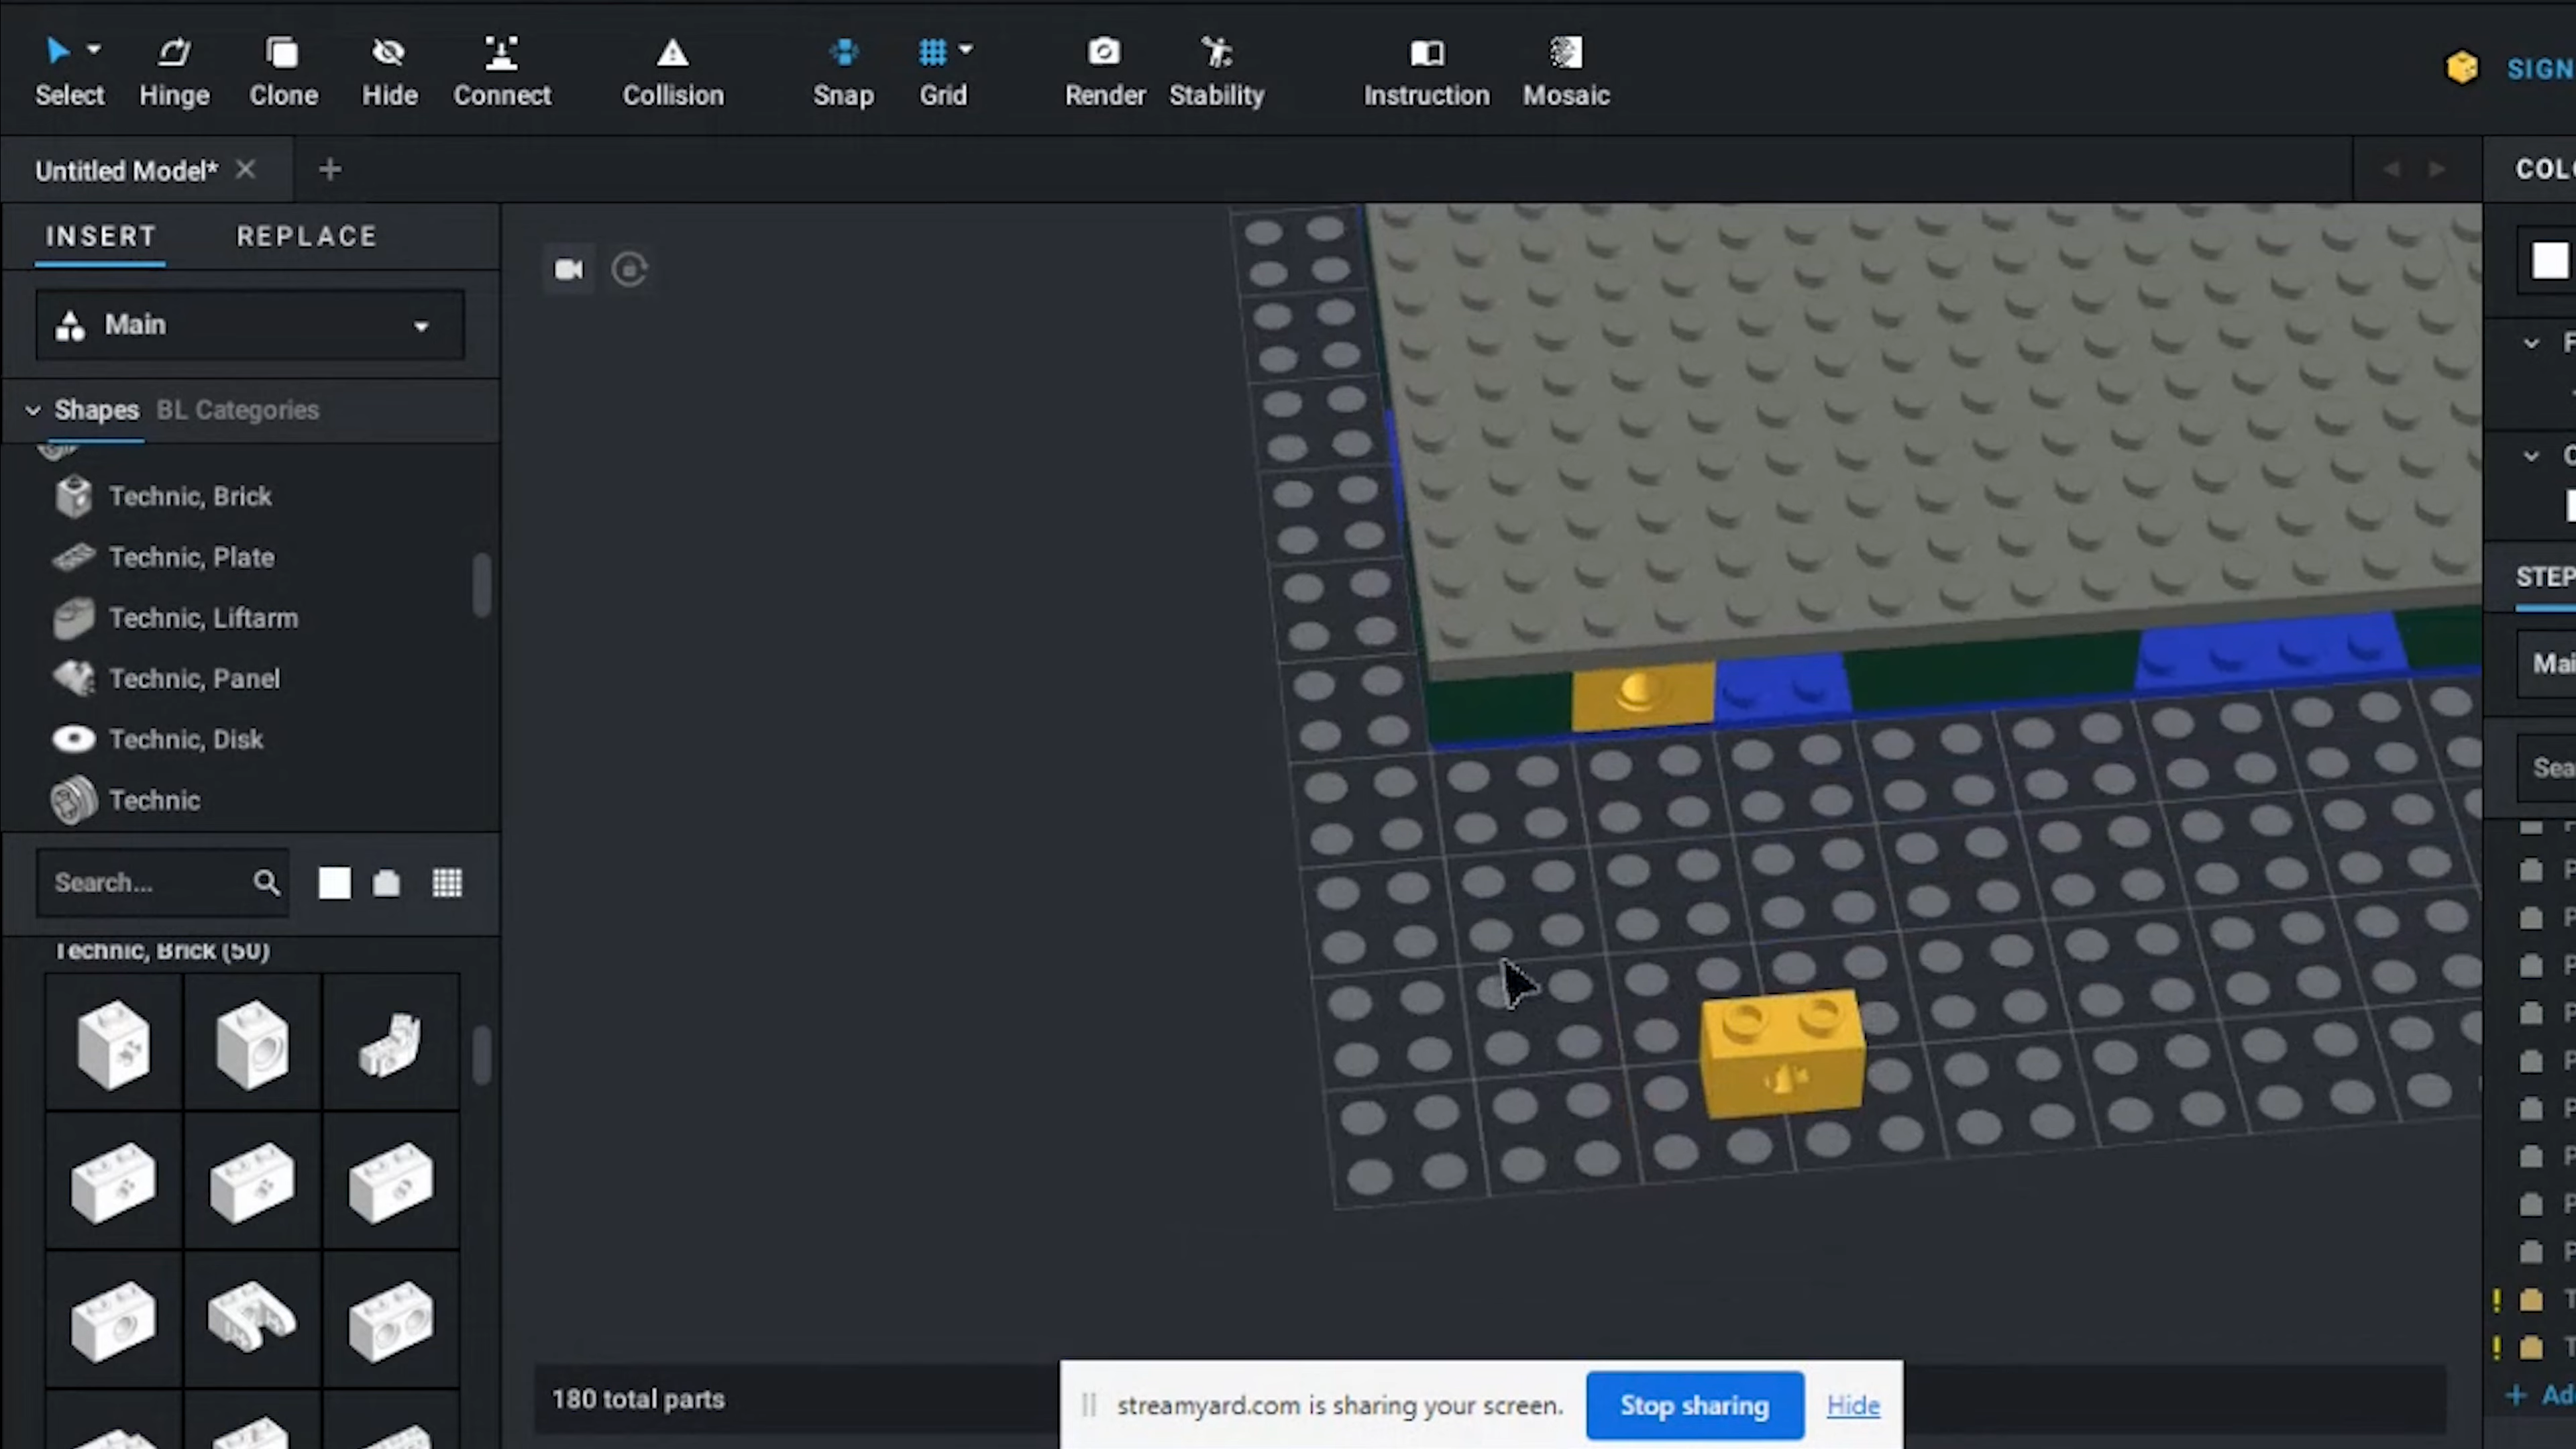 Select Hinge Clone Hide Connect Collision Snap Grid Render Stability Instruction Mosaic SIGN
Untitled Model*
INSERT REPLACE
Main
Shapes BL Categories
Technic, Brick
Technic, Plate
Technic, Liftarm
Technic, Panel
Technic, Disk
Technic
Search...
Technic, Brick (50)
180 total parts
streamyard.com is sharing your screen. Stop sharing Hide
COLO
F
C
STEP
Mai
Sea
P
P
P
P
P
P
P
P
P
T
T
+ Ad